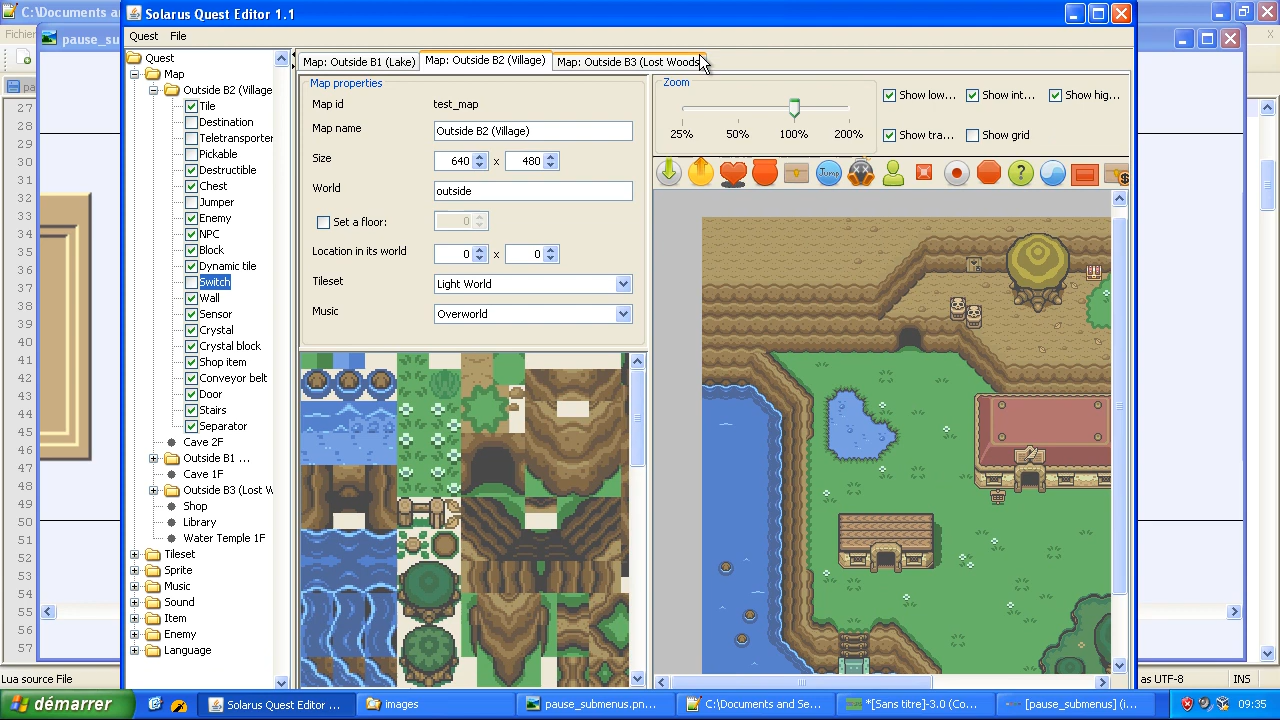 C:\Documents a
Fichier
pause_su
Solarus Quest Editor 1.1
Quest File
Quest
Map
Outside B2 (Village
Tile
Destination
Teletransporter
Pickable
Destructible
Chest
Jumper
Enemy
NPC
Block
Dynamic tile
Switch
Wall
Sensor
Crystal
Crystal block
Shop item
Conveyor belt
Door
Stairs
Separator
Cave 2F
Outside B1 ...
Cave 1F
Outside B3 (Lost W
Shop
Library
Water Temple 1F
Tileset
Sprite
Music
Sound
Item
Enemy
Language
Map: Outside B1 (Lake) Map: Outside B2 (Village) Map: Outside B3 (Lost Woods
Map properties
Map id test_map
Map name Outside B2 (Village)
Size 640 x 480
World outside
Set a floor: 0
Location in its world 0 x 0
Tileset Light World
Music Overworld
Zoom
25% 50% 100% 200%
Show low... Show int... Show hig...
Show tra... Show grid
Jump
?
$
pa
27
28
29
30
31
32
33
34
35
36
37
38
39
40
41
42
43
44
45
46
47
48
49
50
51
52
53
54
55
56
57
Lua source File
as UTF-8 INS
démarrer Solarus Quest Editor ... images pause_submenus.pn... C:\Documents and Se... *[Sans titre]-3.0 (Co... [pause_submenus] (i... 09:35